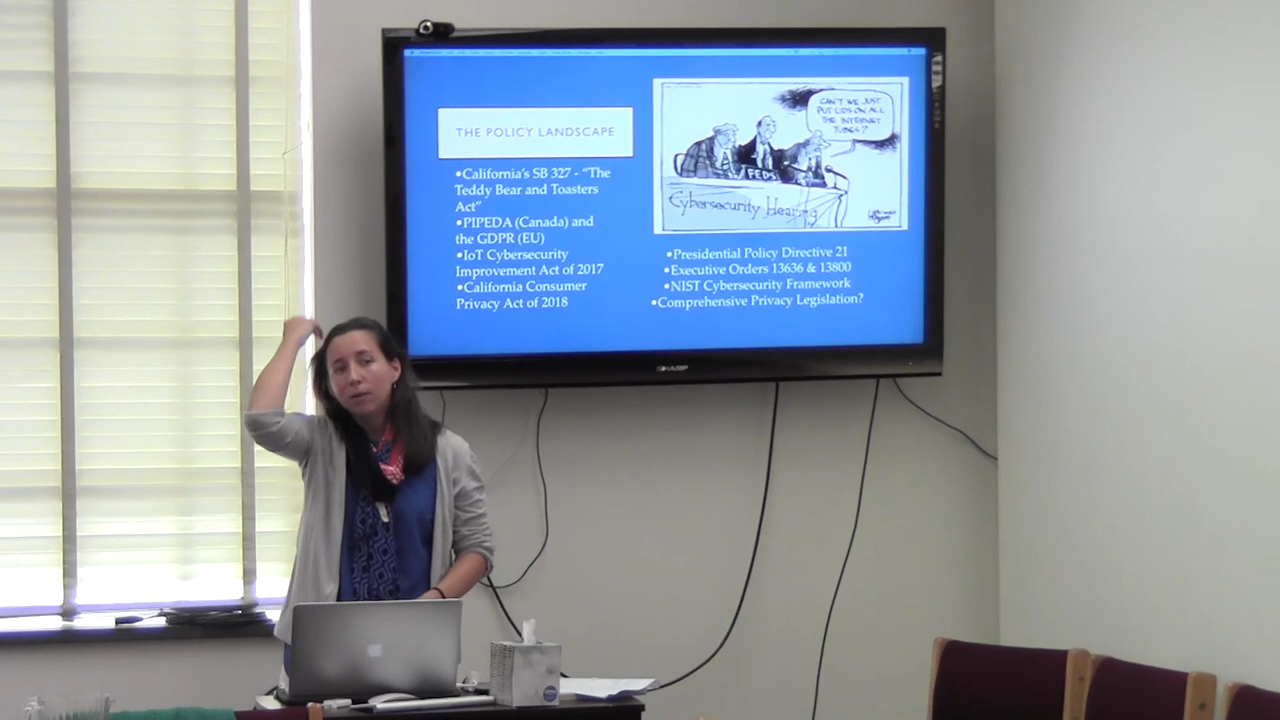 THE POLICY LANDSCAPE
•California's SB 327 - "The
Teddy Bear and Toasters
Act"
•PIPEDA (Canada) and
the GDPR (EU)
•IoT Cybersecurity
Improvement Act of 2017
•California Consumer
Privacy Act of 2018
CAN'T WE JUST
PUT LIDS ON ALL
THE INTERNET
TUBES?
FEDS
Cybersecurity Hearing
•Presidential Policy Directive 21
•Executive Orders 13636 & 13800
•NIST Cybersecurity Framework
•Comprehensive Privacy Legislation?
SHARP